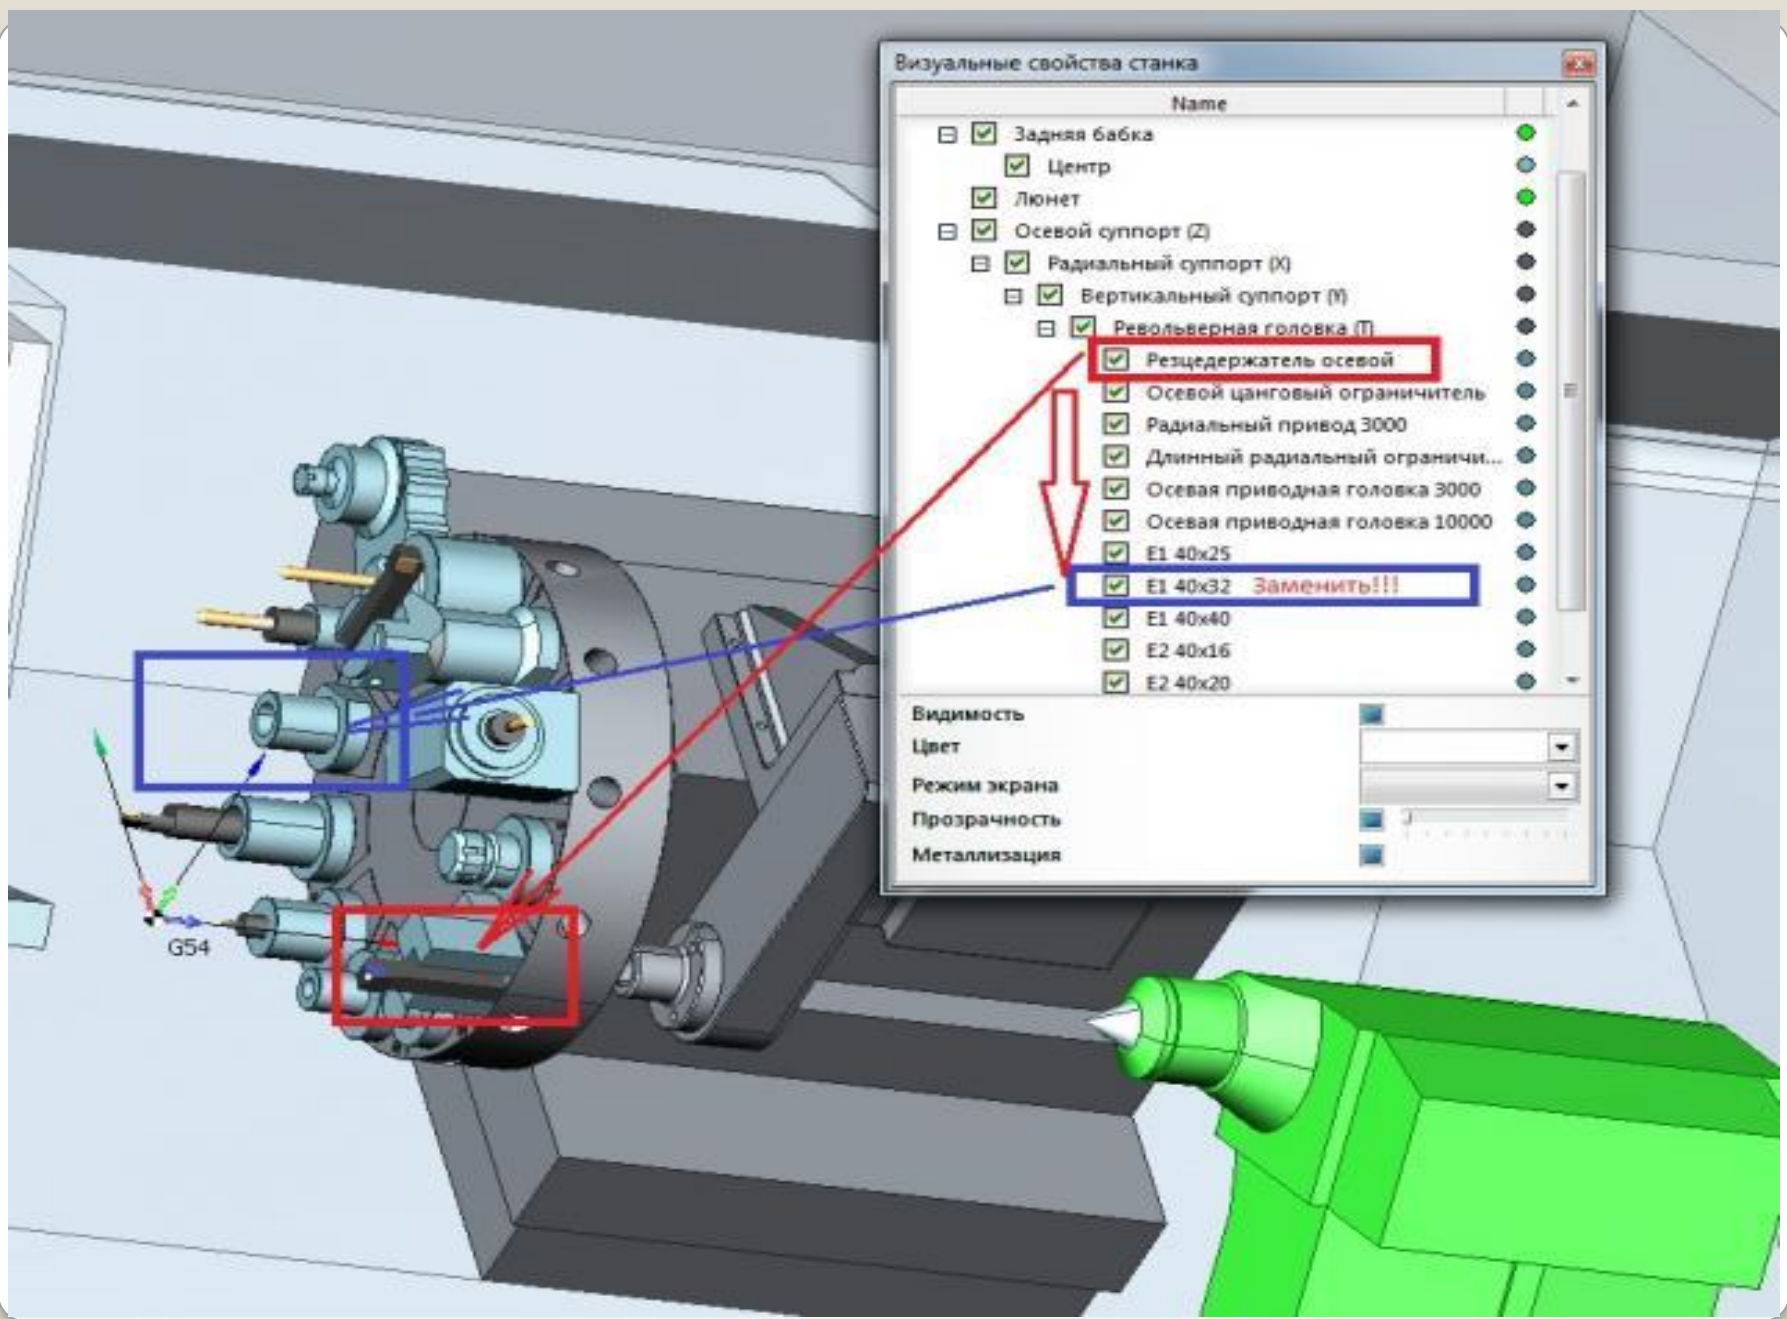 Визуальные свойства станка
Name
Задняя бабка
Центр
Люнет
Осевой суппорт (Z)
Радиальный суппорт (X)
Вертикальный суппорт (Y)
Револьверная головка (T)
Резцедержатель осевой
Осевой цанговый ограничитель
Радиальный привод 3000
Длинный радиальный ограничи...
Осевая приводная головка 3000
Осевая приводная головка 10000
E1 40x25
E1 40x32 Заменить!!!
E1 40x40
E2 40x16
E2 40x20
Видимость
Цвет
Режим экрана
Прозрачность
Металлизация
G54